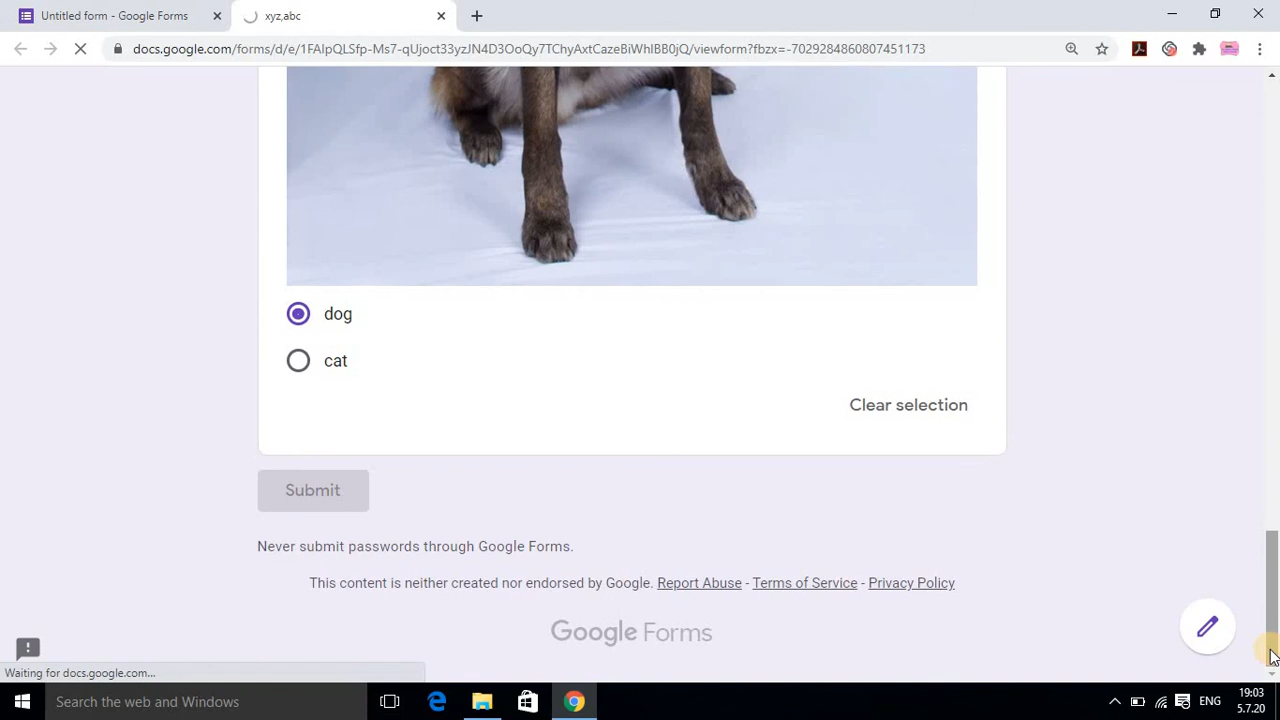 Untitled form - Google Forms
xyz,abc
docs.google.com/forms/d/e/1FAIpQLSfp-Ms7-qUjoct33yzJN4D3OoQy7TChyAxtCazeBiWhlBB0jQ/viewform?fbzx=-7029284860807451173
dog
cat
Clear selection
Submit
Never submit passwords through Google Forms.
This content is neither created nor endorsed by Google. Report Abuse - Terms of Service - Privacy Policy
Google Forms
Waiting for docs.google.com...
Search the web and Windows
ENG
19:03
5.7.20